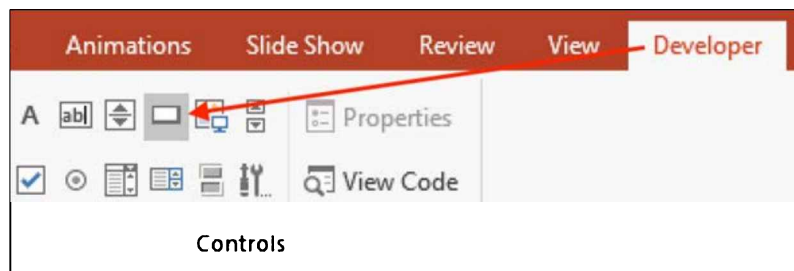 Animations Slide Show Review View Developer
A abl Properties
View Code
Controls